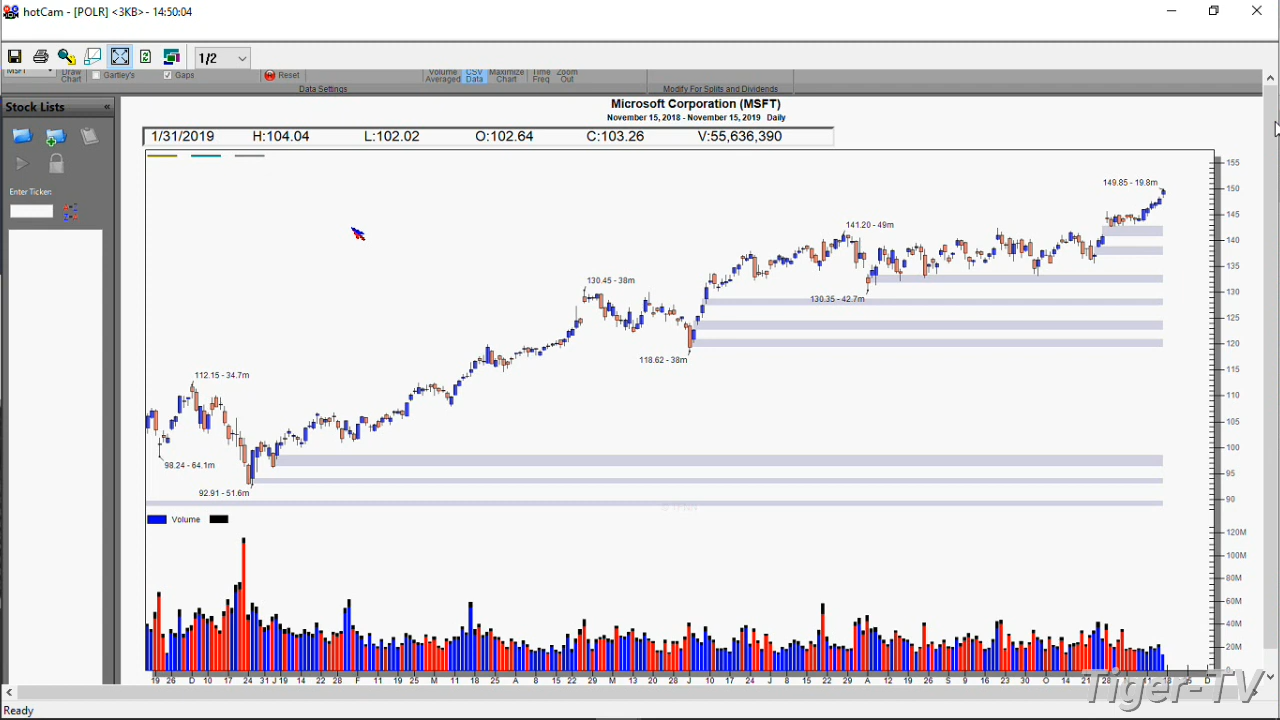 hotCam - [POLR] <3KB> - 14:50:04
1/2
MSFT Draw Chart Gartley's Gaps Reset Volume Averaged CSV Data Maximize Chart Time Freq Zoom Out
Data Settings Modify For Splits and Dividends
Stock Lists «
Microsoft Corporation (MSFT)
November 15, 2018 - November 15, 2019 Daily
1/31/2019 H:104.04 L:102.02 O:102.64 C:103.26 V:55,636,390
Enter Ticker:
155
149.85 - 19.8m
150
145
141.20 - 49m
140
135
130.45 - 38m
130
130.35 - 42.7m
125
120
118.62 - 38m
115
112.15 - 34.7m
110
105
100
98.24 - 64.1m
95
92.91 - 51.6m
90
Volume
120M
100M
80M
60M
40M
20M
0
19 26 D 10 17 24 31 J 19 14 22 28 F 19 25 M 11 18 25 A 8 15 22 29 M 13 20 28 J 10 17 24 J 15 22 29 A 12 19 26 S 9 16 23 30 O 14 21 28 18 D
Tiger-TV
Ready